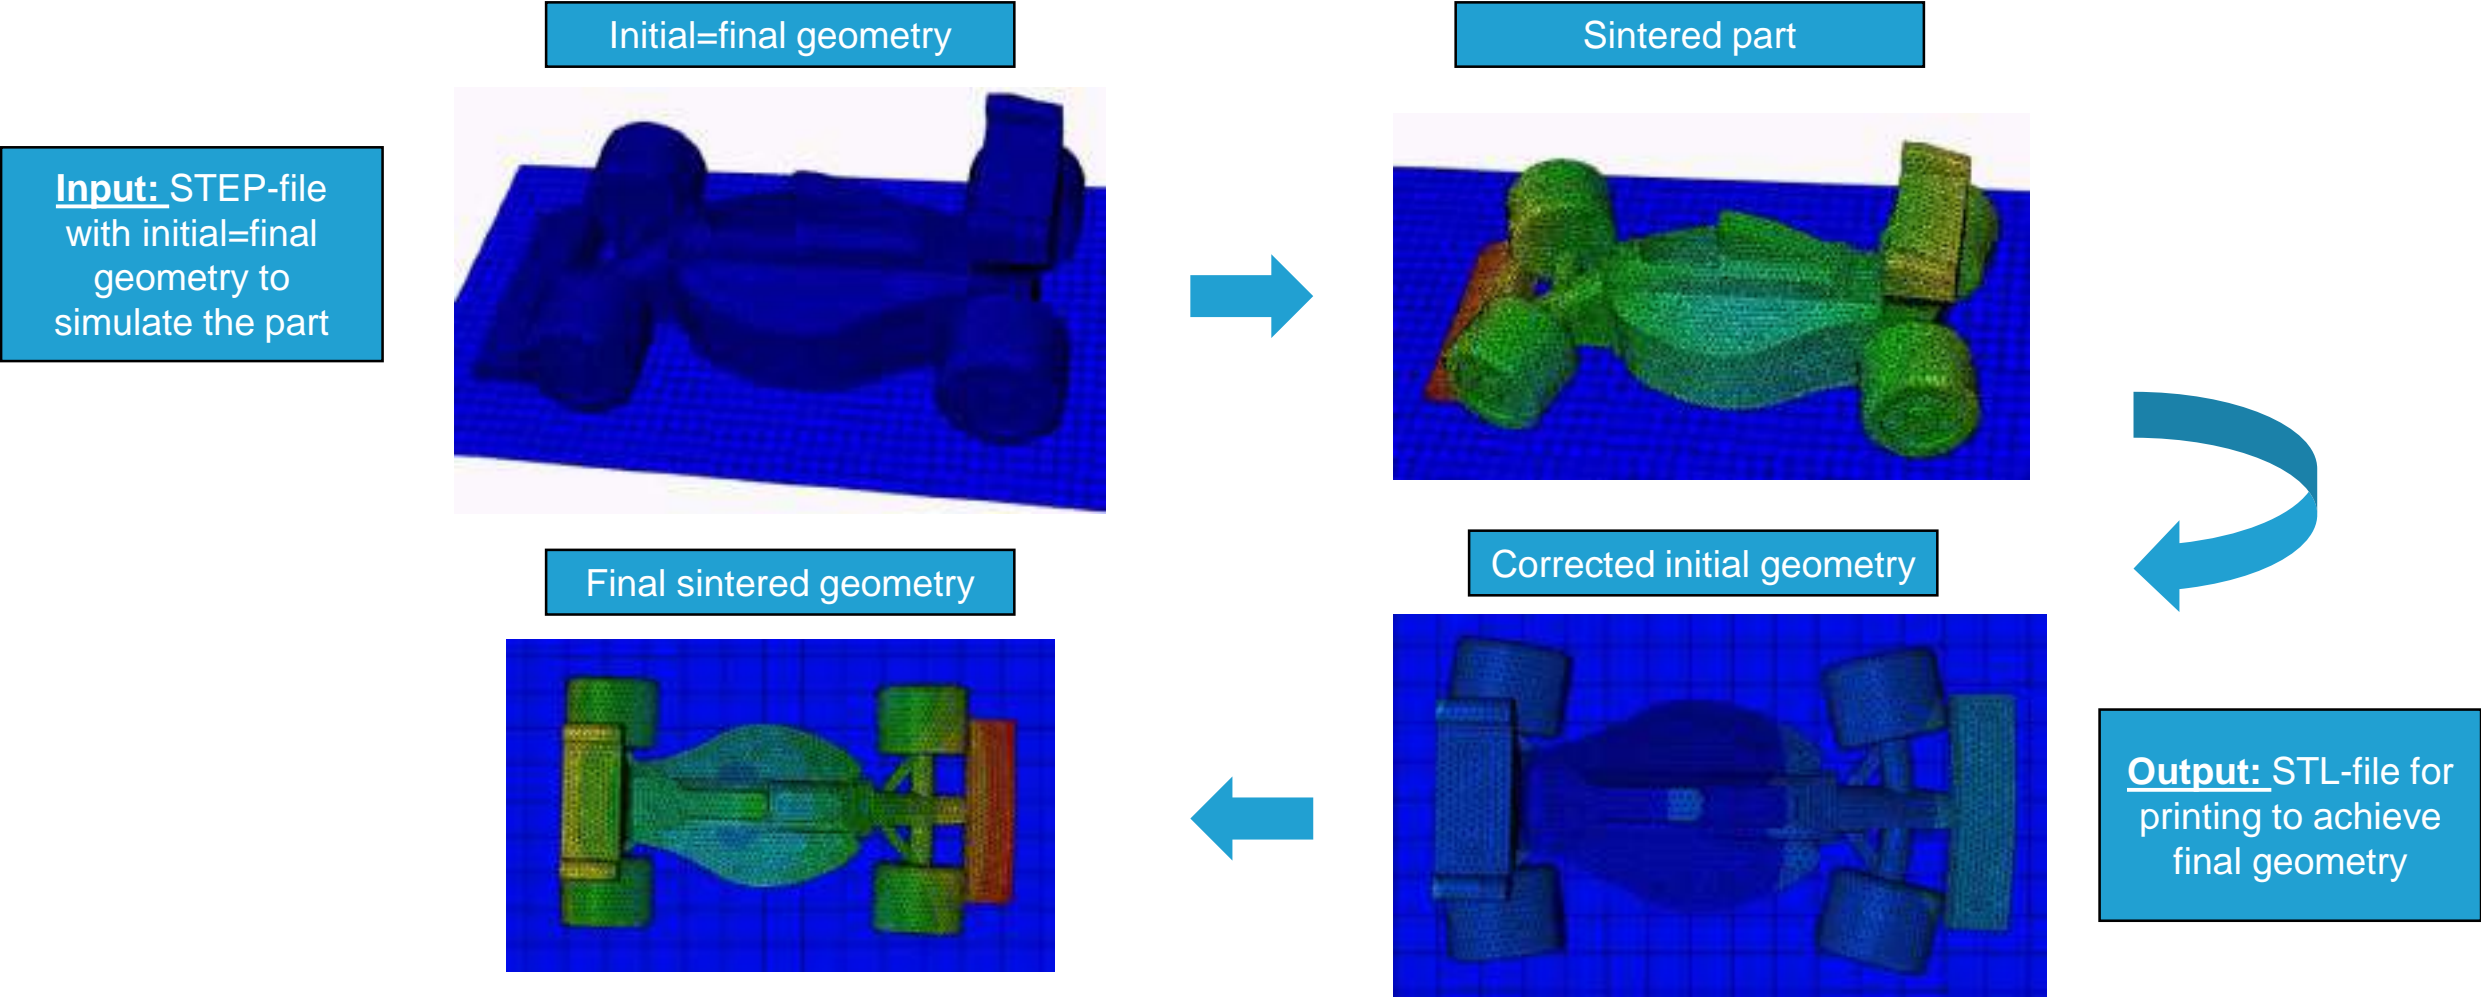 Initial=final geometry
Sintered part
Input: STEP-file
with initial=final
geometry to
simulate the part
Final sintered geometry
Corrected initial geometry
Output: STL-file for
printing to achieve
final geometry